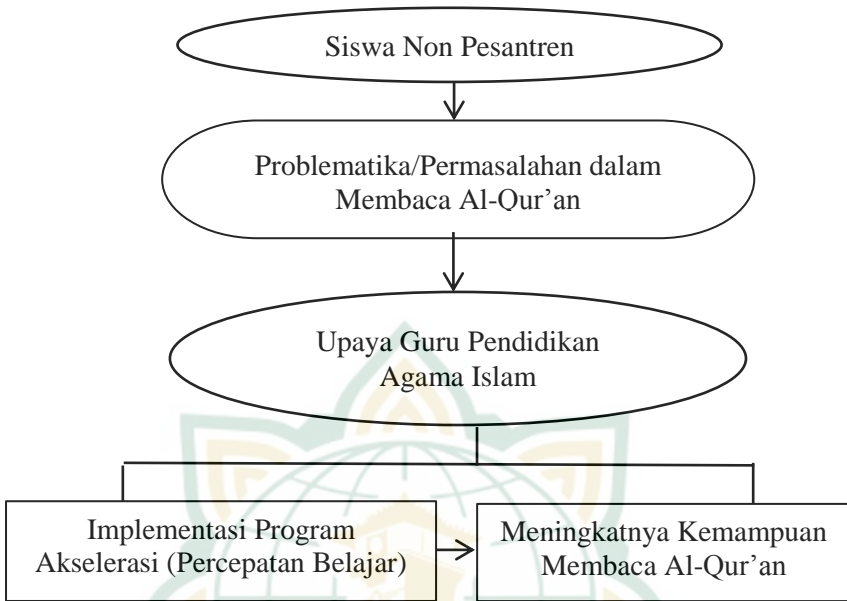 Siswa Non Pesantren
Problematika/Permasalahan dalam
Membaca Al-Qur’an
Upaya Guru Pendidikan
Agama Islam
Implementasi Program
Akselerasi (Percepatan Belajar)
Meningkatnya Kemampuan
Membaca Al-Qur’an